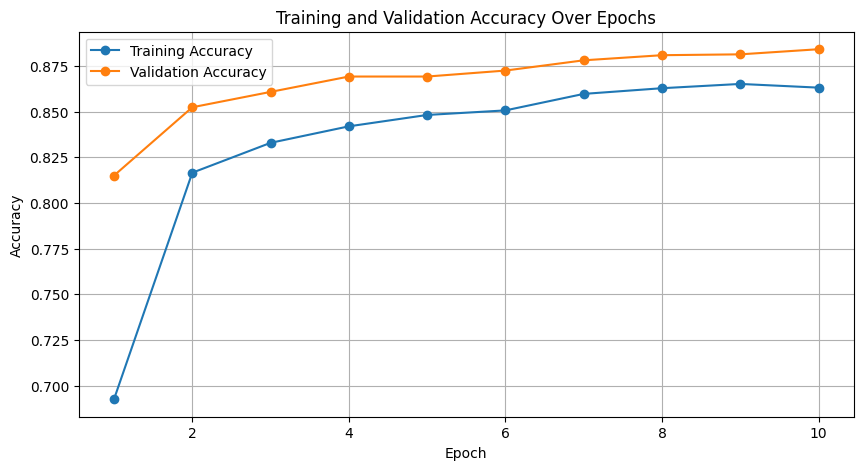 Training and Validation Accuracy Over Epochs
Training Accuracy
Validation Accuracy
0.875
0.850
0.825
0.800
0.775
0.750
0.725
0.700
Accuracy
2
4
6
8
10
Epoch